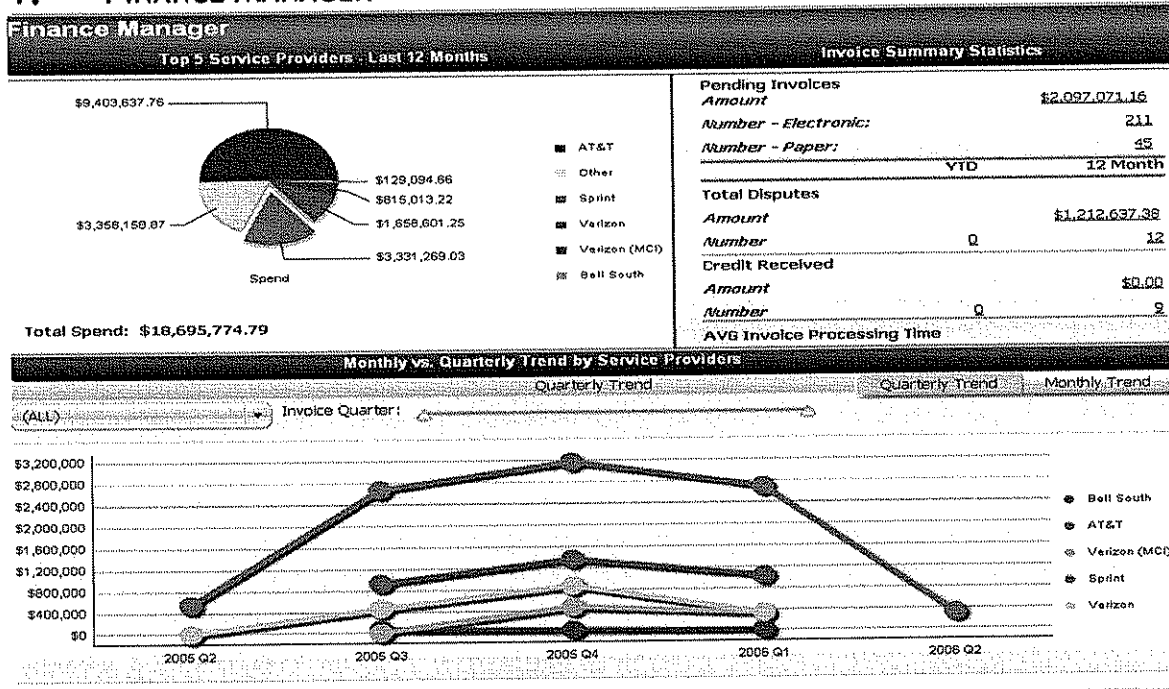 Finance Manager
Top 5 Service Providers - Last 12 Months
Invoice Summary Statistics
$9,403,637.76
$129,094.66
$815,013.22
$1,658,601.25
$3,331,269.03
Spend
AT&T
Other
Sprint
Verizon
Verizon (MCI)
Bell South
Total Spend: $18,695,774.79
Pending Invoices
Amount $2,097,071.16
Number - Electronic: 211
Number - Paper: 45
YTD 12 Month
Total Disputes
Amount $1,212,637.38
Number 0 12
Credit Received
Amount $0.00
Number 0 9
AVG Invoice Processing Time
Monthly vs. Quarterly Trend by Service Providers
Quarterly Trend
Quarterly Trend Monthly Trend
(ALL) Invoice Quarter:
$3,200,000
$2,800,000
$2,400,000
$2,000,000
$1,600,000
$1,200,000
$800,000
$400,000
$0
2005 Q2 2005 Q3 2005 Q4 2006 Q1 2006 Q2
Bell South
AT&T
Verizon (MCI)
Sprint
Verizon